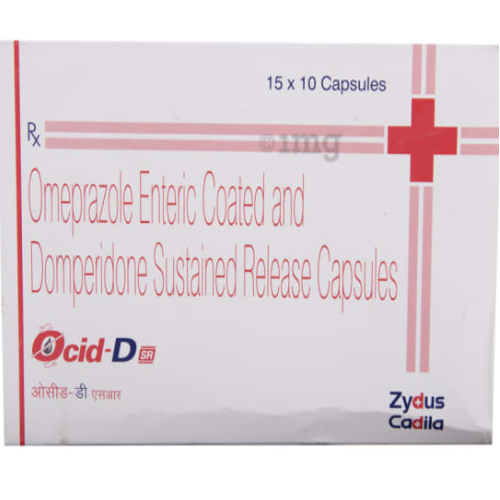 15 x 10 Capsules
Rx
1mg
Omeprazole Enteric Coated and
Domperidone Sustained Release Capsules
Ocid-D SR
ओसीड-डी एसआर
Zydus
Cadila